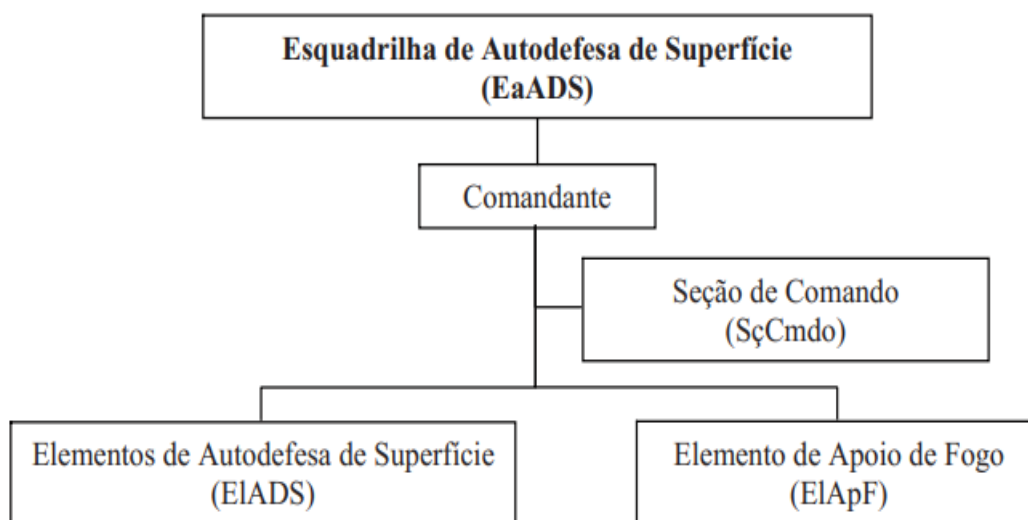 Esquadrilha de Autodefesa de Superfície
(EaADS)
Comandante
Seção de Comando
(SçCmdo)
Elementos de Autodefesa de Superfície
(ElADS)
Elemento de Apoio de Fogo
(ElApF)